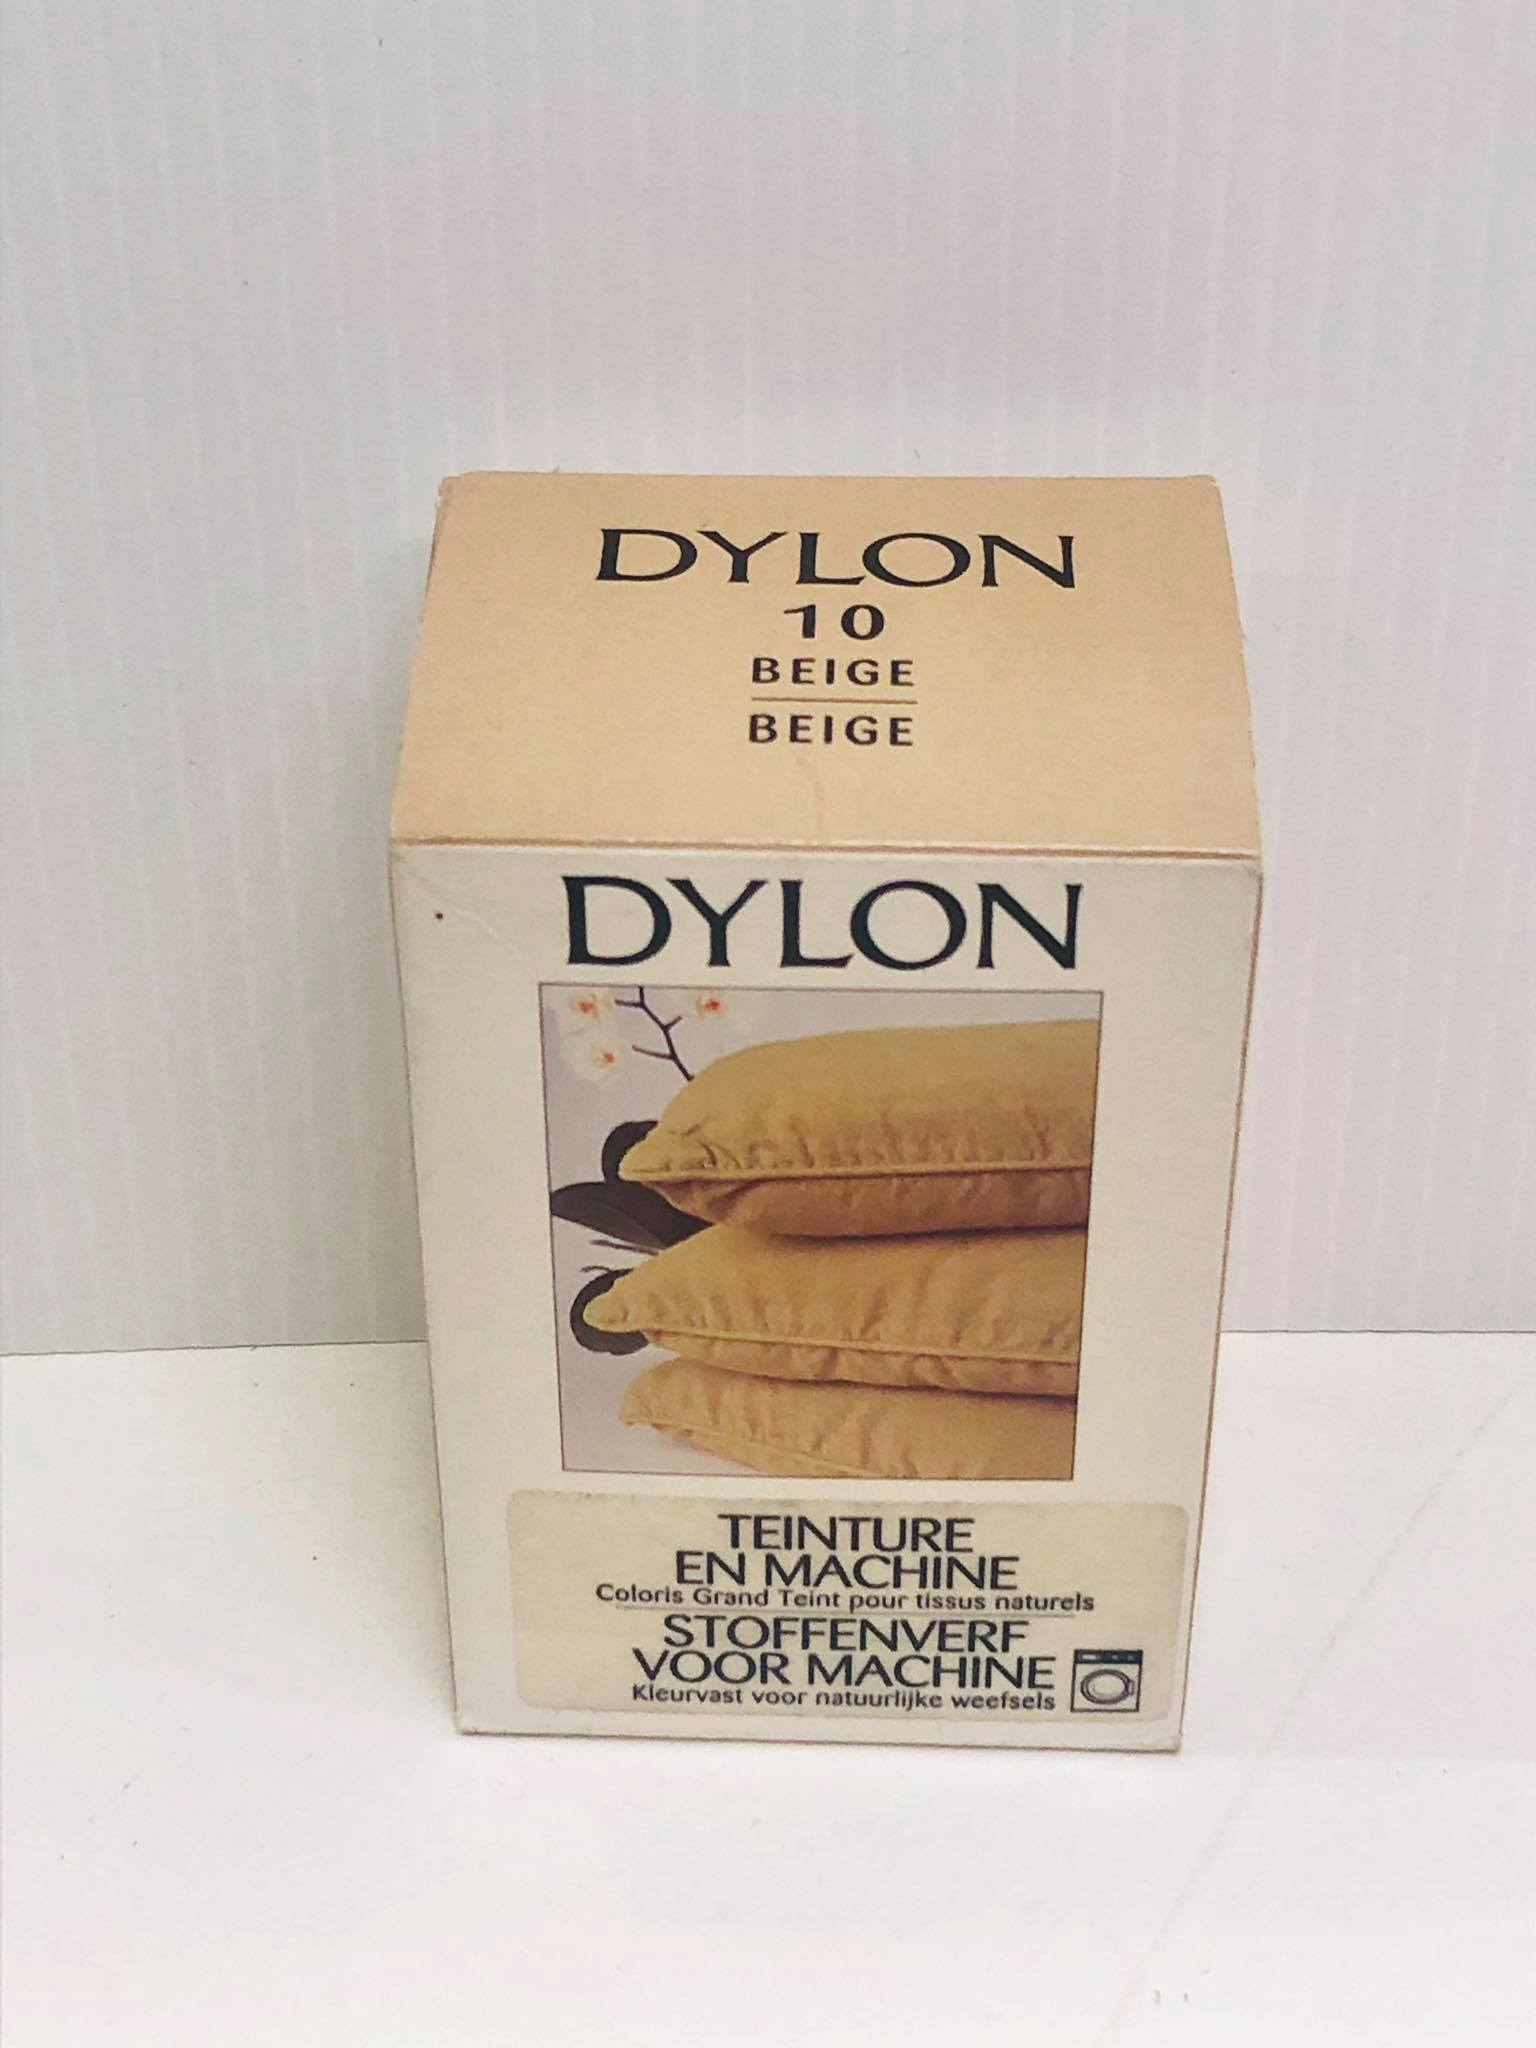 DYLON
10
BEIGE
BEIGE
DYLON
TEINTURE
EN MACHINE
Coloris Grand Teint pour tissus naturels
STOFFENVERF
VOOR MACHINE
Kleurvast voor natuurlijke weefsels